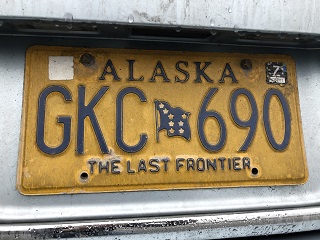 ALASKA
GKC 690
THE LAST FRONTIER